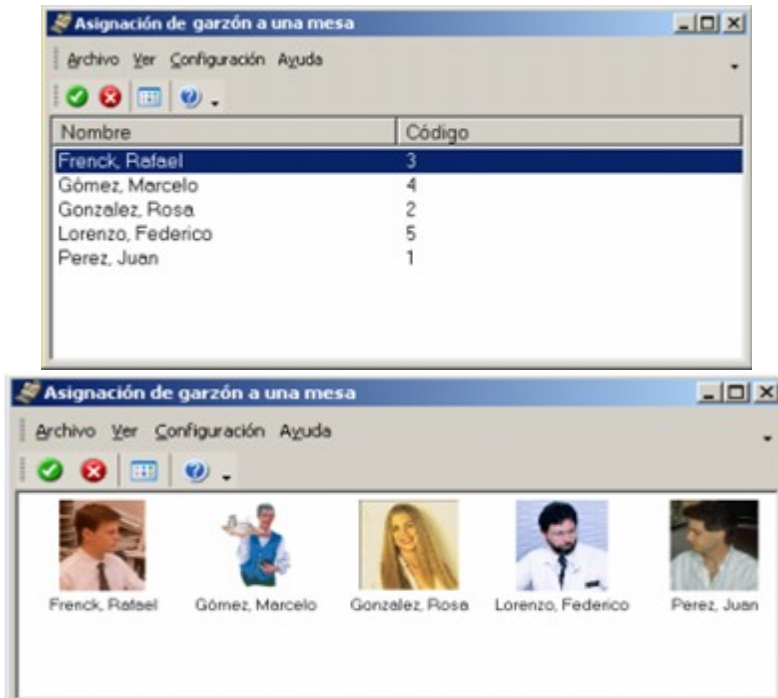 Asignación de garzón a una mesa
Archivo Ver Configuración Ayuda
Nombre Código
Frenck, Rafael 3
Gómez, Marcelo 4
Gonzalez, Rosa 2
Lorenzo, Federico 5
Perez, Juan 1
Asignación de garzón a una mesa
Archivo Ver Configuración Ayuda
Frenck, Rafael Gómez, Marcelo Gonzalez, Rosa Lorenzo, Federico Perez, Juan